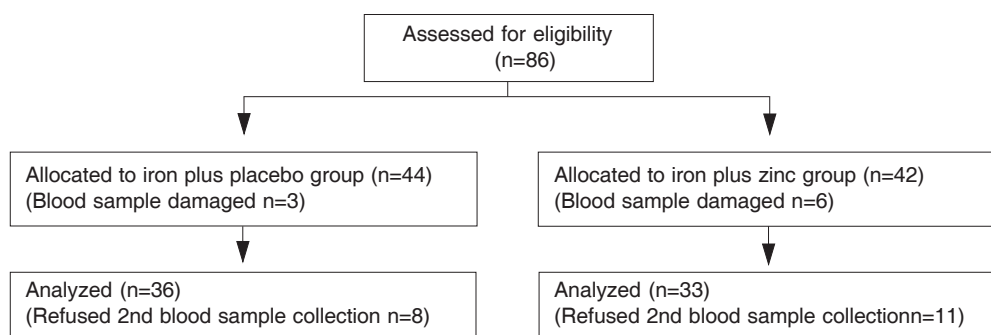 Assessed for eligibility
(n=86)
Allocated to iron plus placebo group (n=44)
(Blood sample damaged n=3)
Allocated to iron plus zinc group (n=42)
(Blood sample damaged n=6)
Analyzed (n=36)
(Refused 2nd blood sample collection n=8)
Analyzed (n=33)
(Refused 2nd blood sample collectionn=11)